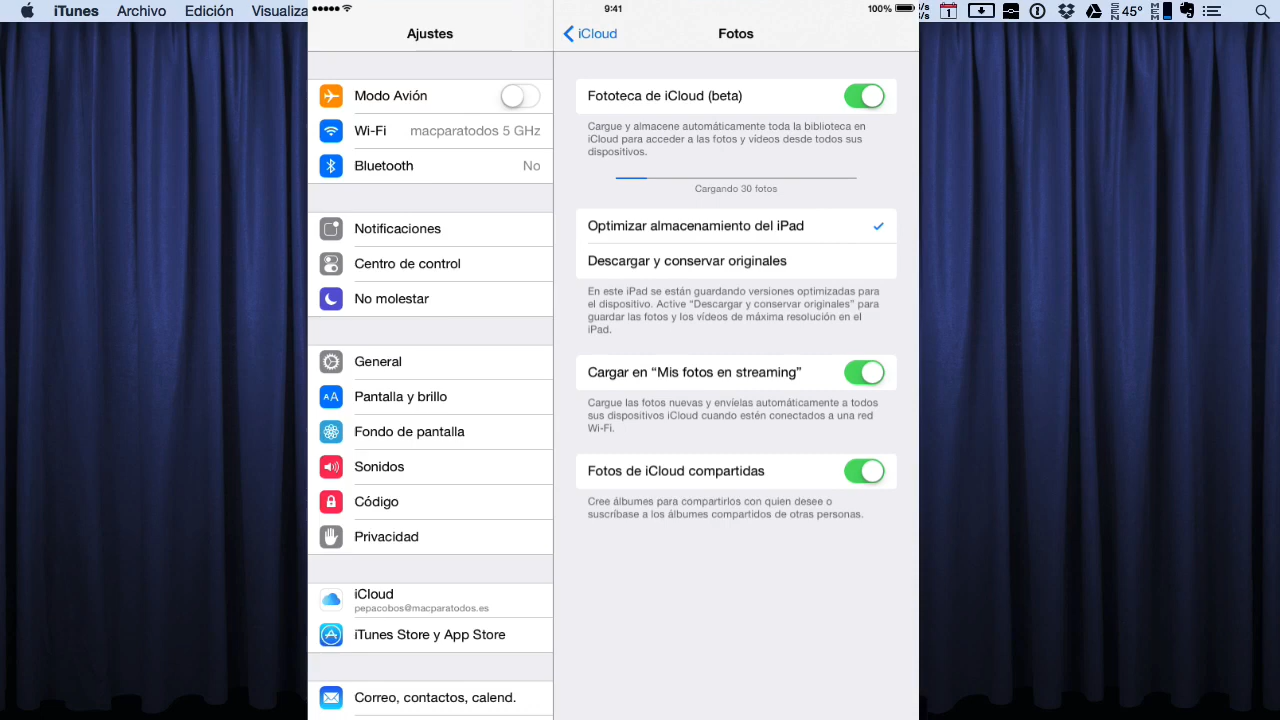 iTunes Archivo Edición Visualiza
9:41
100%
1
45°
Ajustes
Modo Avión
Wi-Fi macparatodos 5 GHz
Bluetooth No
Notificaciones
Centro de control
No molestar
General
AA Pantalla y brillo
Fondo de pantalla
Sonidos
Código
Privacidad
iCloud
pepacobos@macparatodos.es
iTunes Store y App Store
Correo, contactos, calend.
iCloud
Fotos
Fototeca de iCloud (beta)
Cargue y almacene automáticamente toda la biblioteca en
iCloud para acceder a las fotos y vídeos desde todos sus
dispositivos.
Cargando 30 fotos
Optimizar almacenamiento del iPad
Descargar y conservar originales
En este iPad se están guardando versiones optimizadas para
el dispositivo. Active “Descargar y conservar originales” para
guardar las fotos y los vídeos de máxima resolución en el
iPad.
Cargar en “Mis fotos en streaming”
Cargue las fotos nuevas y envíelas automáticamente a todos
sus dispositivos iCloud cuando estén conectados a una red
Wi-Fi.
Fotos de iCloud compartidas
Cree álbumes para compartirlos con quien desee o
suscríbase a los álbumes compartidos de otras personas.